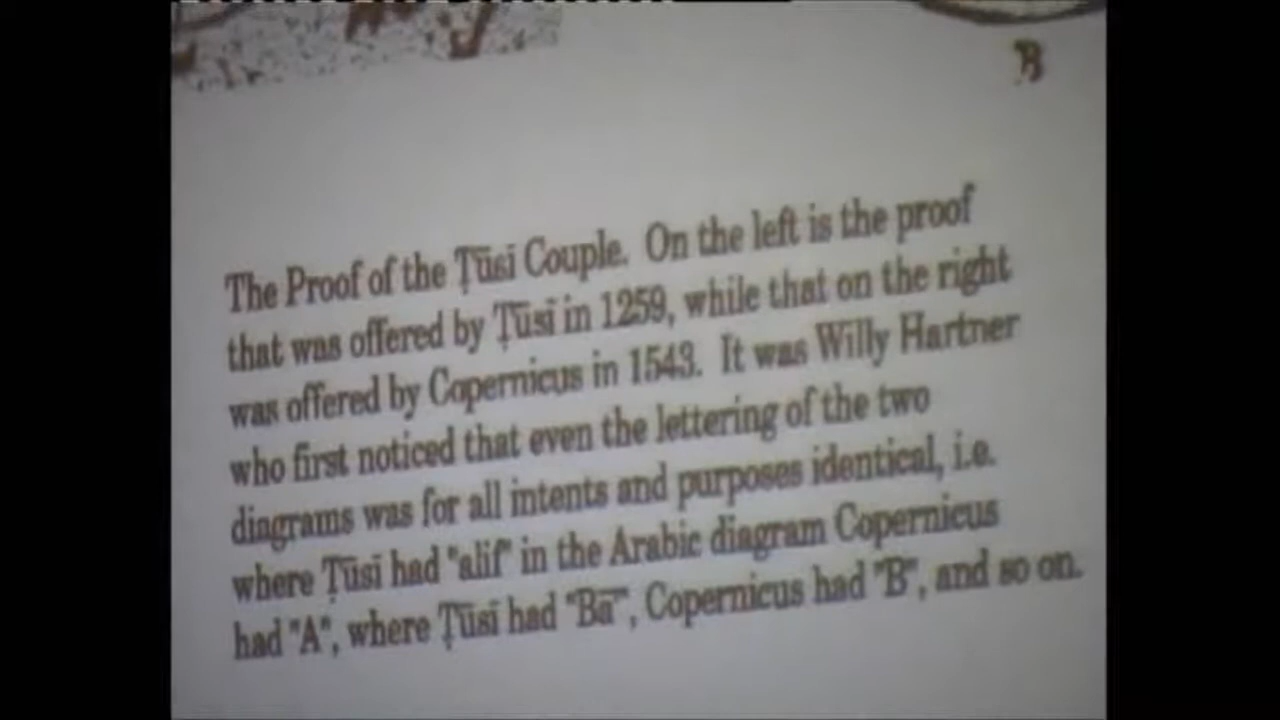 B
The Proof of the Ṭūsī Couple. On the left is the proof
that was offered by Ṭūsī in 1259, while that on the right
was offered by Copernicus in 1543. It was Willy Hartner
who first noticed that even the lettering of the two
diagrams was for all intents and purposes identical, i.e.
where Ṭūsī had "alif" in the Arabic diagram Copernicus
had "A", where Ṭūsī had "Bā", Copernicus had "B", and so on.